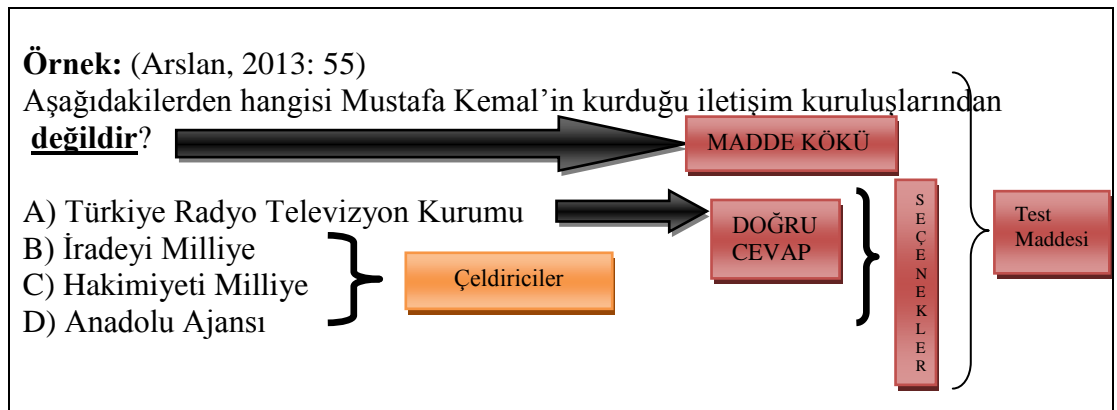 Örnek: (Arslan, 2013: 55)
Aşağıdakilerden hangisi Mustafa Kemal’in kurduğu iletişim kuruluşlarından
değildir?
MADDE KÖKÜ
A) Türkiye Radyo Televizyon Kurumu
B) İradeyi Milliye
C) Hakimiyeti Milliye
D) Anadolu Ajansı
Çeldiriciler
DOĞRU
CEVAP
SEÇENEKLER
Test
Maddesi